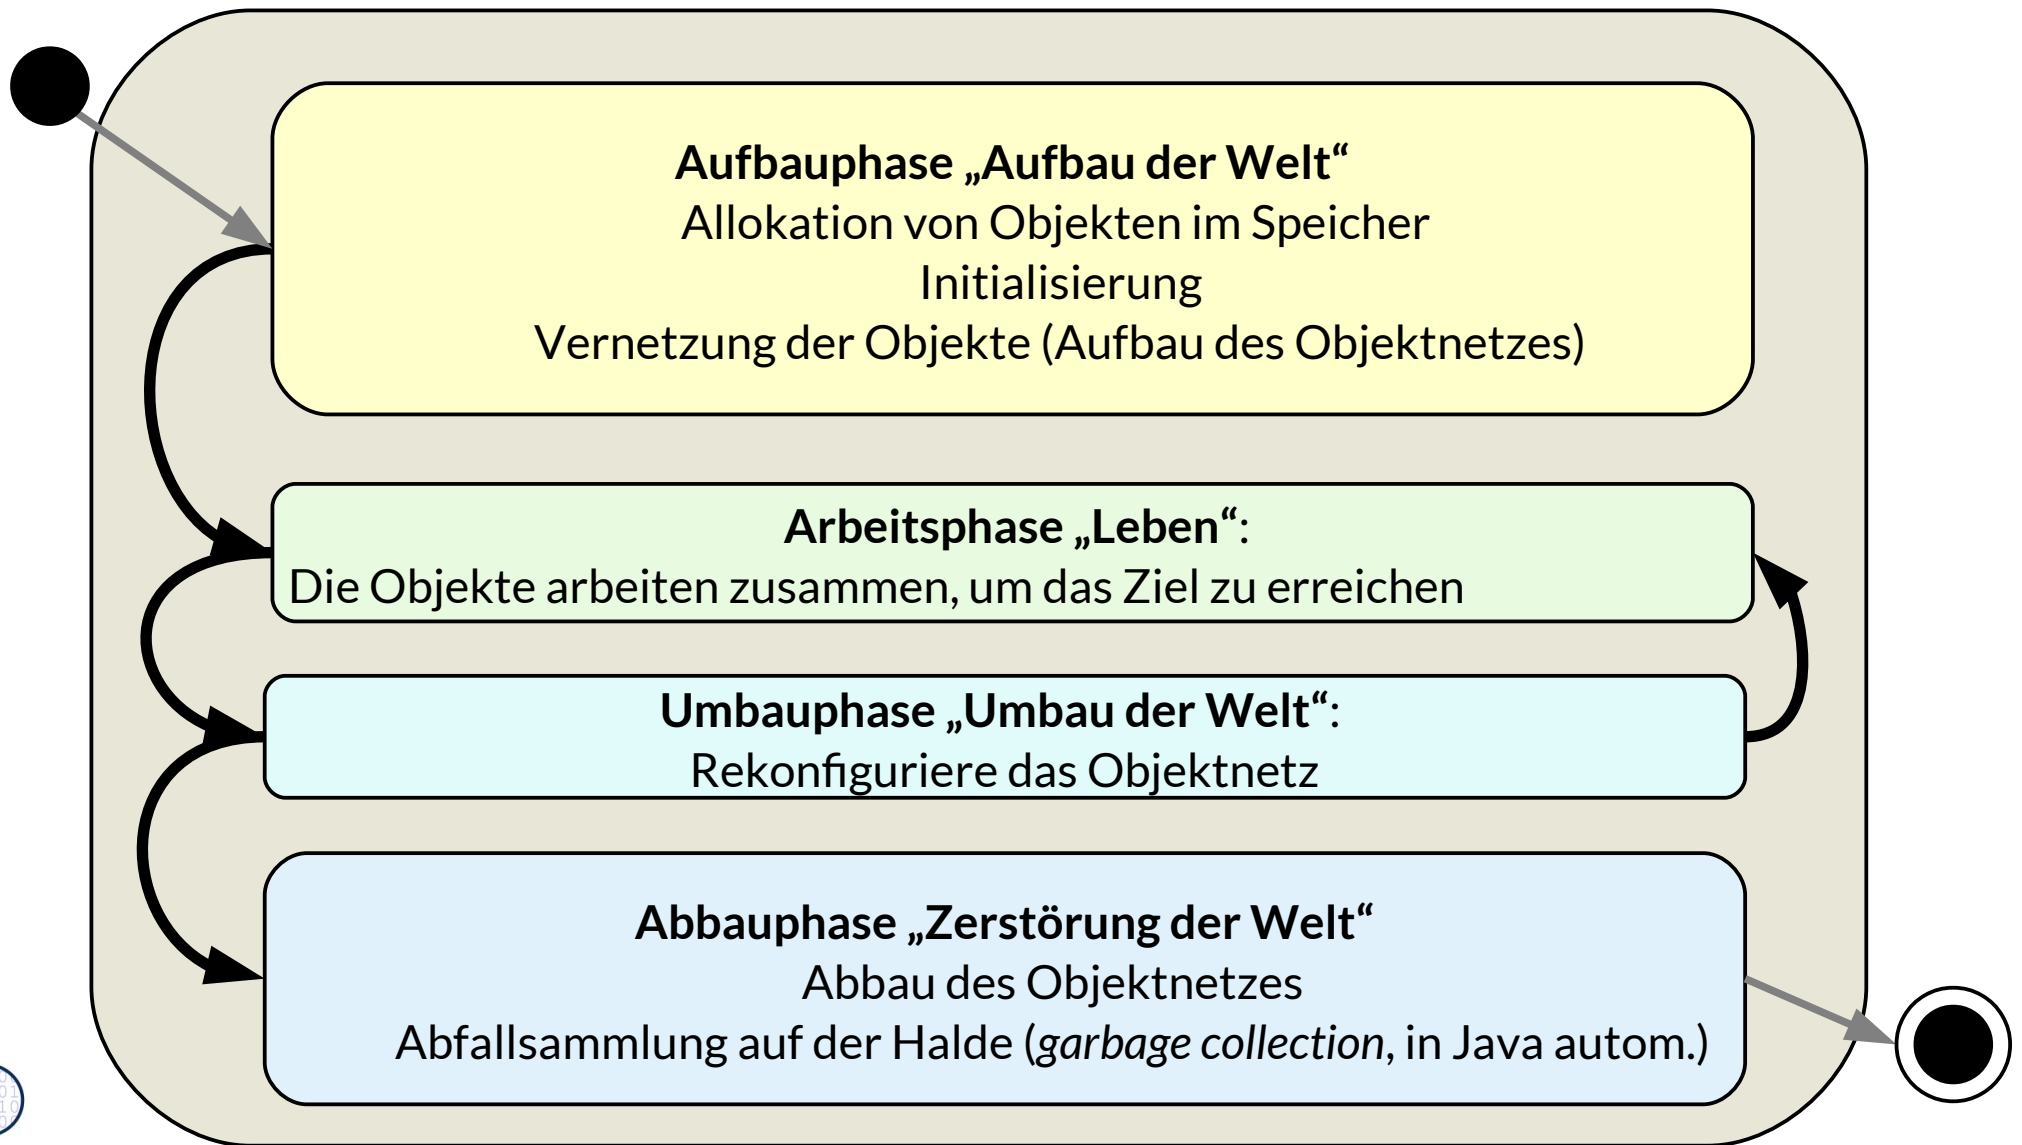 Aufbauphase „Aufbau der Welt“
Allokation von Objekten im Speicher
Initialisierung
Vernetzung der Objekte (Aufbau des Objektnetzes)
Arbeitsphase „Leben“:
Die Objekte arbeiten zusammen, um das Ziel zu erreichen
Umbauphase „Umbau der Welt“:
Rekonfiguriere das Objektnetz
Abbauphase „Zerstörung der Welt“
Abbau des Objektnetzes
Abfallsammlung auf der Halde (garbage collection, in Java autom.)